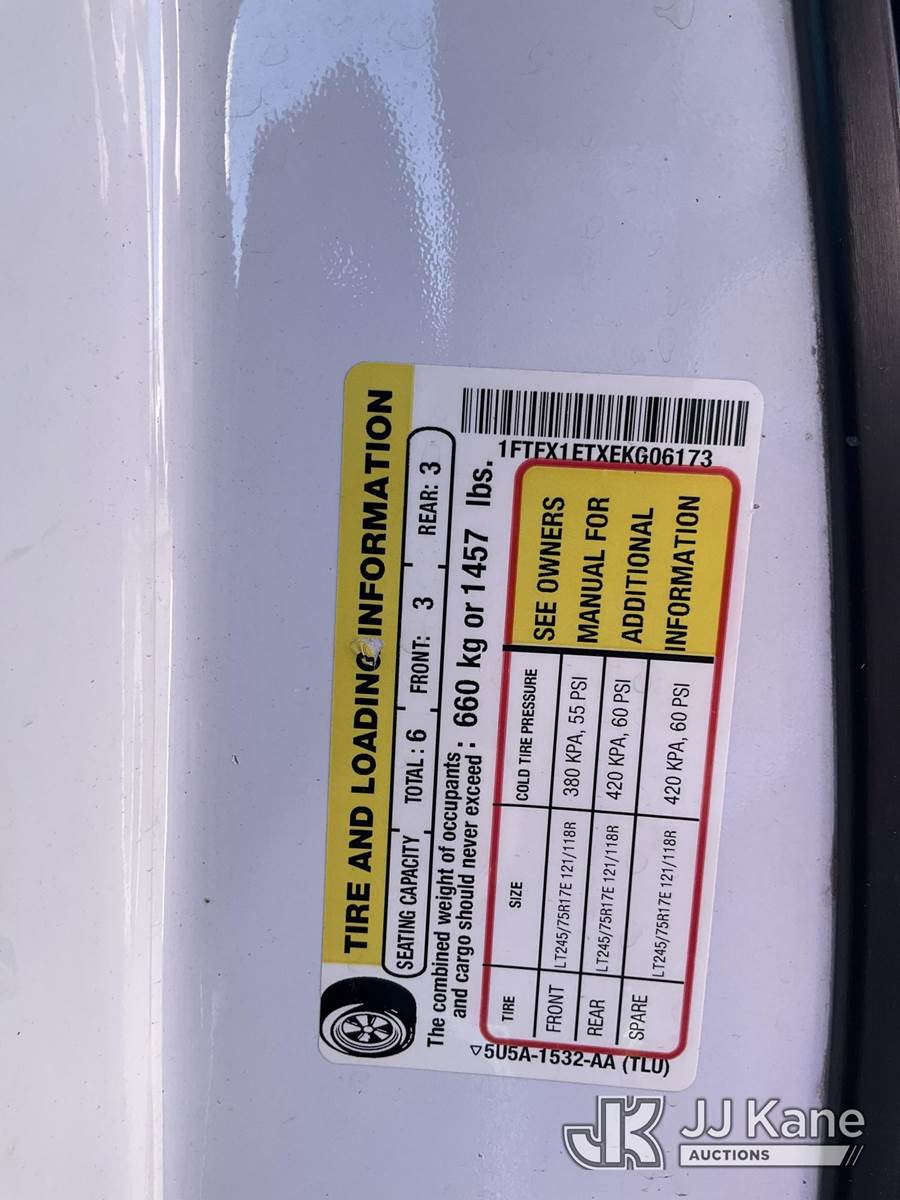 TIRE AND LOADING INFORMATION
SEATING CAPACITY TOTAL : 6 FRONT: 3 REAR: 3
The combined weight of occupants
and cargo should never exceed : 660 kg or 1457 lbs.
1FTFX1ETXEKG06173
TIRE SIZE COLD TIRE PRESSURE
FRONT LT245/75R17E 121/118R 380 KPA, 55 PSI
REAR LT245/75R17E 121/118R 420 KPA, 60 PSI
SPARE LT245/75R17E 121/118R 420 KPA, 60 PSI
SEE OWNERS
MANUAL FOR
ADDITIONAL
INFORMATION
5U5A-1532-AA (TLU)
JK JJ Kane
AUCTIONS